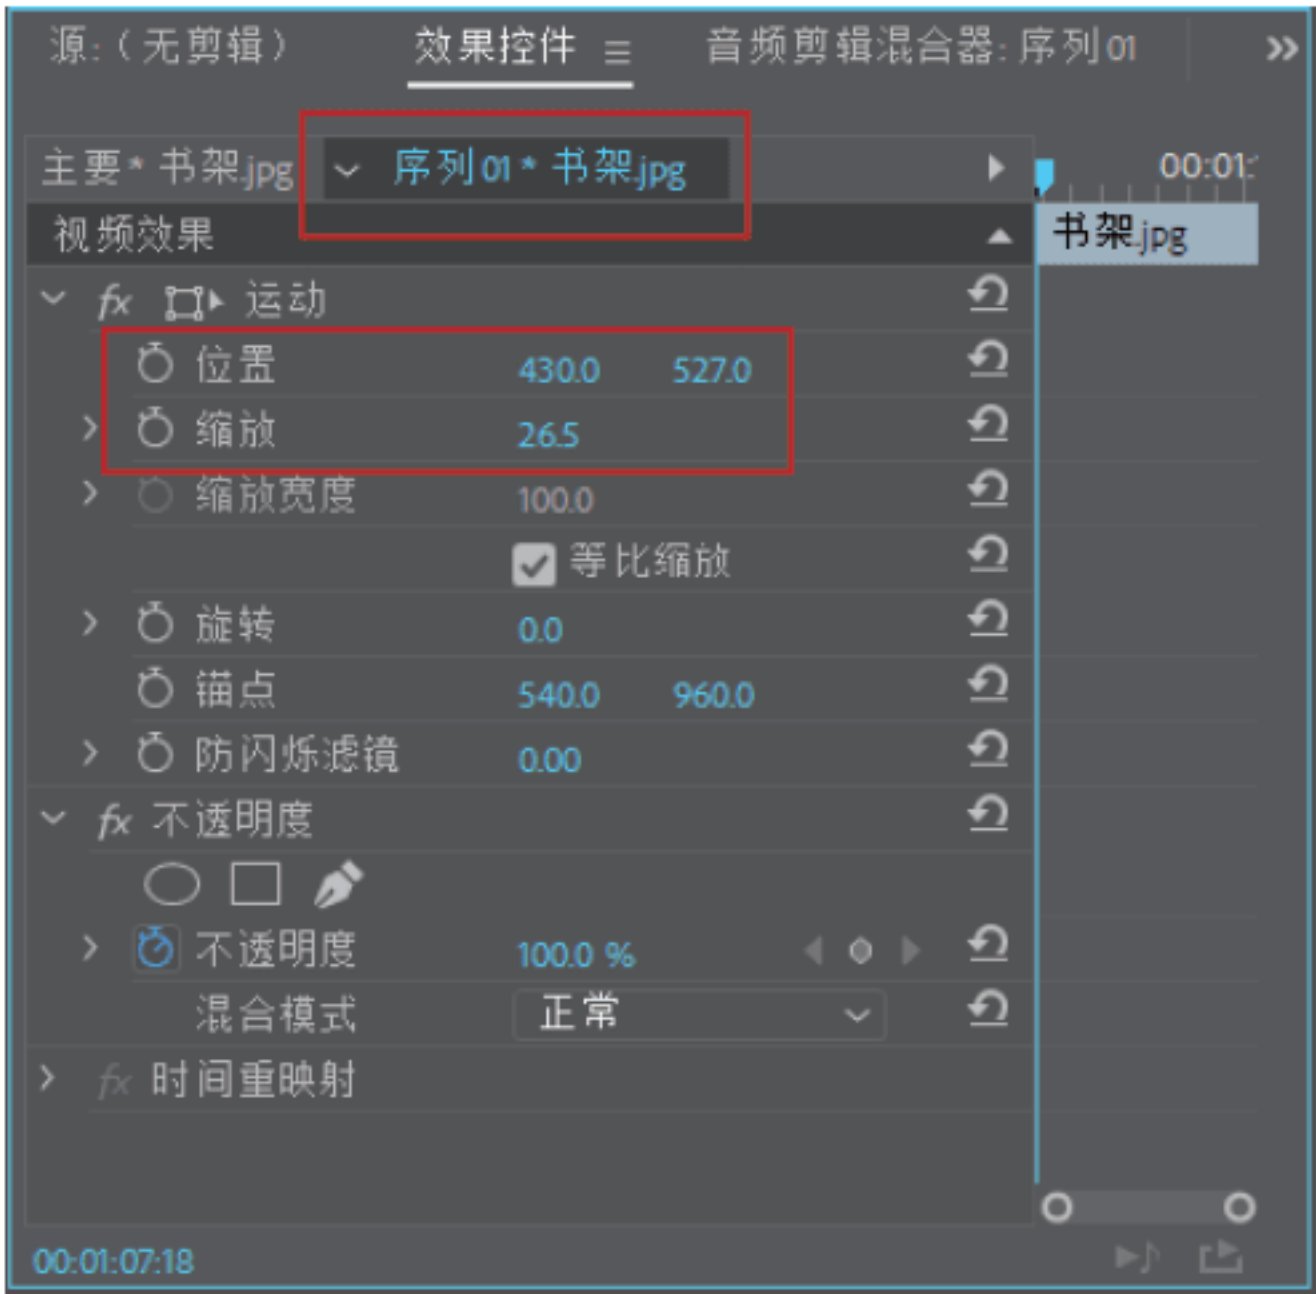 源:（无剪辑） 效果控件 音频剪辑混合器: 序列 01
主要* 书架.jpg 序列 01 * 书架.jpg 00:01:
视频效果 书架.jpg
fx 运动
位置 430.0 527.0
缩放 26.5
缩放宽度 100.0
等比缩放
旋转 0.0
锚点 540.0 960.0
防闪烁滤镜 0.00
fx 不透明度
不透明度 100.0 %
混合模式 正常
fx 时间重映射
00:01:07:18